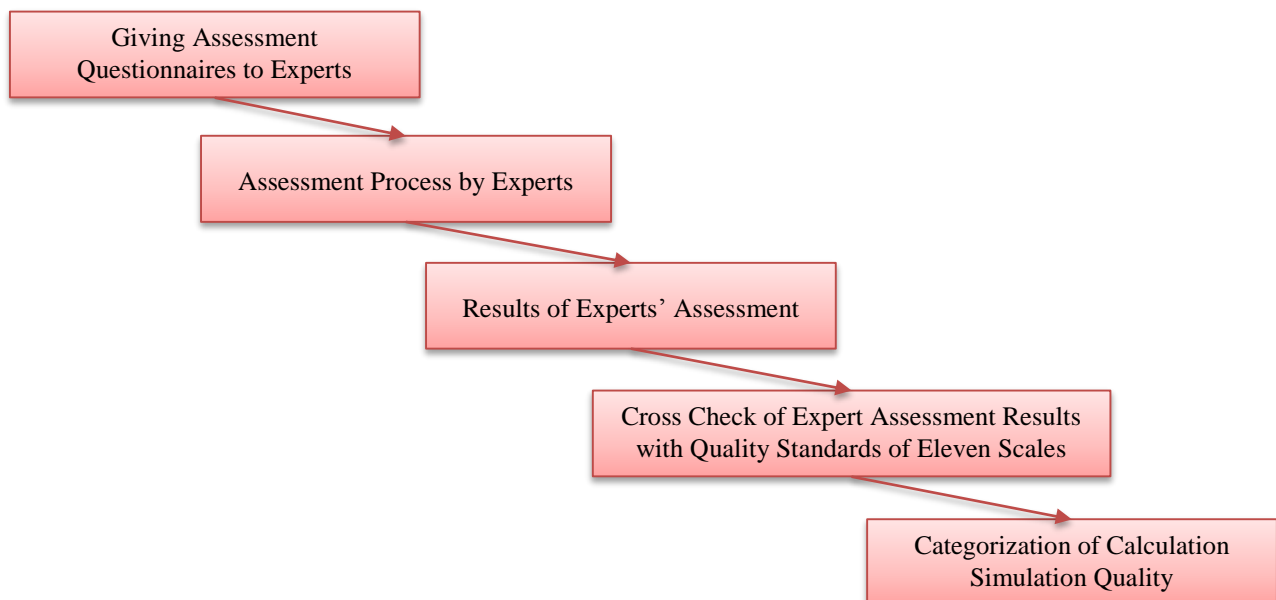 Giving Assessment
Questionnaires to Experts
Assessment Process by Experts
Results of Experts’ Assessment
Cross Check of Expert Assessment Results
with Quality Standards of Eleven Scales
Categorization of Calculation
Simulation Quality